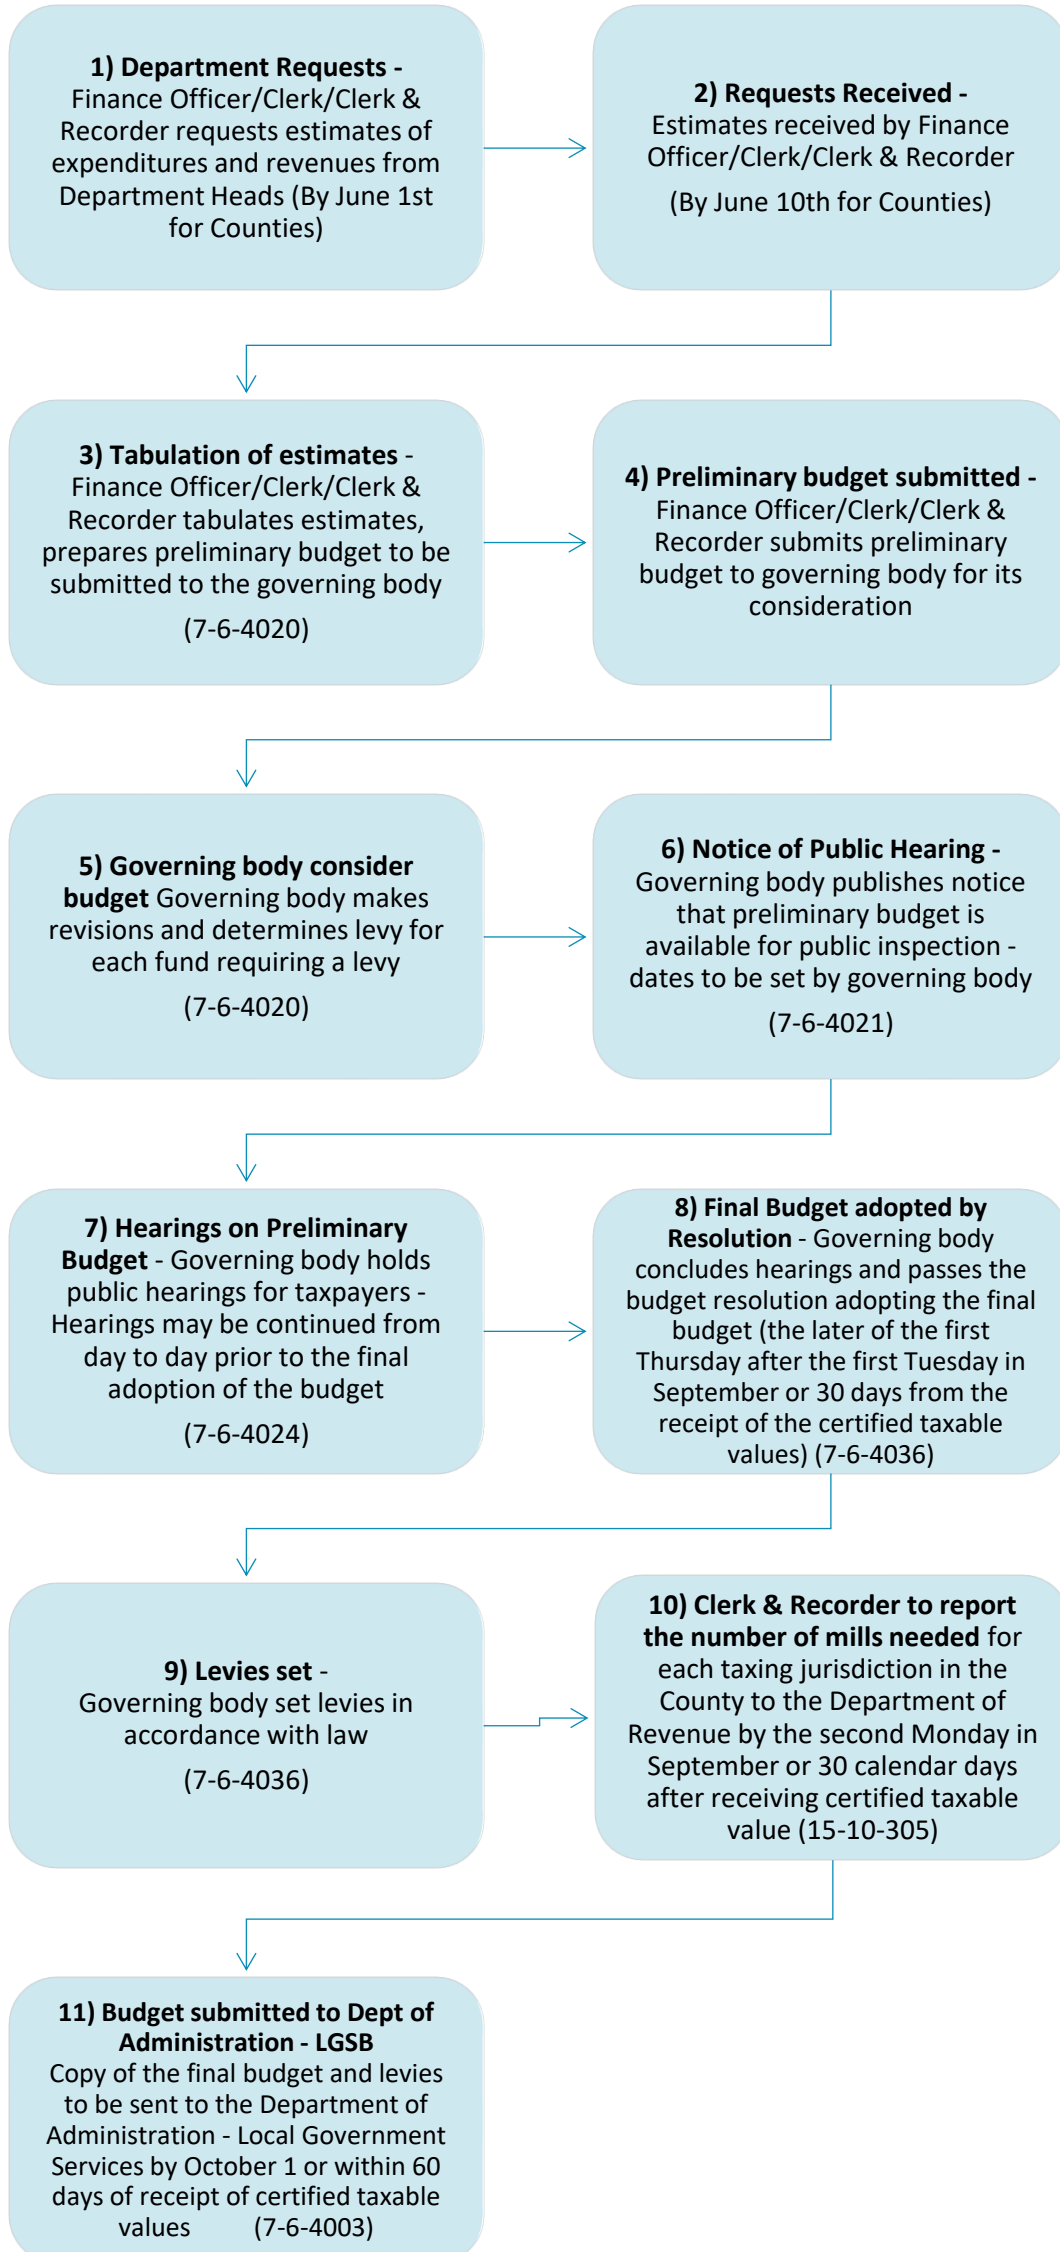 1) Department Requests -
Finance Officer/Clerk/Clerk &
Recorder requests estimates of
expenditures and revenues from
Department Heads (By June 1st
for Counties)
2) Requests Received -
Estimates received by Finance
Officer/Clerk/Clerk & Recorder
(By June 10th for Counties)
3) Tabulation of estimates -
Finance Officer/Clerk/Clerk &
Recorder tabulates estimates,
prepares preliminary budget to be
submitted to the governing body
(7-6-4020)
4) Preliminary budget submitted -
Finance Officer/Clerk/Clerk &
Recorder submits preliminary
budget to governing body for its
consideration
5) Governing body consider
budget Governing body makes
revisions and determines levy for
each fund requiring a levy
(7-6-4020)
6) Notice of Public Hearing -
Governing body publishes notice
that preliminary budget is
available for public inspection -
dates to be set by governing body
(7-6-4021)
7) Hearings on Preliminary
Budget - Governing body holds
public hearings for taxpayers -
Hearings may be continued from
day to day prior to the final
adoption of the budget
(7-6-4024)
8) Final Budget adopted by
Resolution - Governing body
concludes hearings and passes the
budget resolution adopting the final
budget (the later of the first
Thursday after the first Tuesday in
September or 30 days from the
receipt of the certified taxable
values) (7-6-4036)
9) Levies set -
Governing body set levies in
accordance with law
(7-6-4036)
10) Clerk & Recorder to report
the number of mills needed for
each taxing jurisdiction in the
County to the Department of
Revenue by the second Monday in
September or 30 calendar days
after receiving certified taxable
value (15-10-305)
11) Budget submitted to Dept of
Administration - LGSB
Copy of the final budget and levies
to be sent to the Department of
Administration - Local Government
Services by October 1 or within 60
days of receipt of certified taxable
values (7-6-4003)